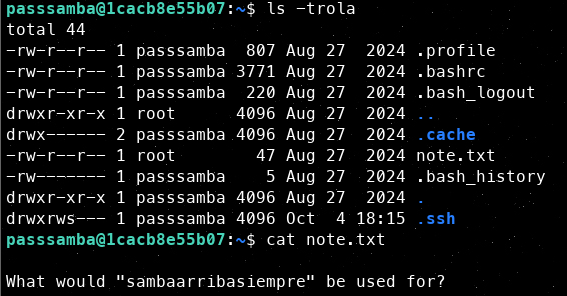 passsamba@1cacb8e55b07:~$ ls -trola
total 44
-rw-r--r-- 1 passsamba  807 Aug 27  2024 .profile
-rw-r--r-- 1 passsamba 3771 Aug 27  2024 .bashrc
-rw-r--r-- 1 passsamba  220 Aug 27  2024 .bash_logout
drwxr-xr-x 1 root      4096 Aug 27  2024 ..
drwx------ 2 passsamba 4096 Aug 27  2024 .cache
-rw-r--r-- 1 root        47 Aug 27  2024 note.txt
-rw------- 1 passsamba    5 Aug 27  2024 .bash_history
drwxr-xr-x 1 passsamba 4096 Aug 27  2024 .
drwxrws--- 1 passsamba 4096 Oct  4 18:15 .ssh
passsamba@1cacb8e55b07:~$ cat note.txt
What would "sambaarribasiempre" be used for?